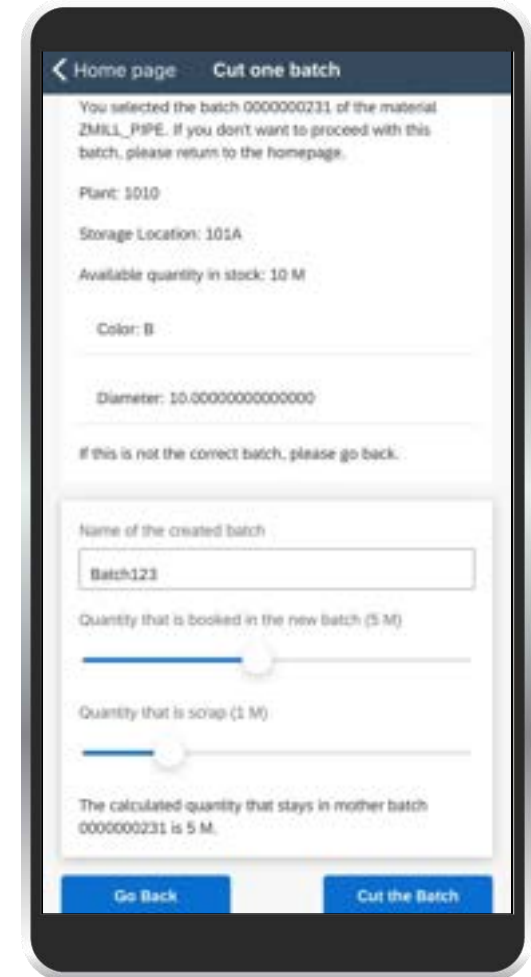 Home page Cut one batch
You selected the batch 0000000231 of the material
ZMILL_PIPE. If you don't want to proceed with this
batch, please return to the homepage.
Plant: 1010
Storage Location: 101A
Available quantity in stock: 10 M
Color: B
Diameter: 10.00000000000000
If this is not the correct batch, please go back.
Name of the created batch
Batch123
Quantity that is booked in the new batch (5 M)
Quantity that is scrap (1 M)
The calculated quantity that stays in mother batch
0000000231 is 5 M.
Go Back Cut the Batch